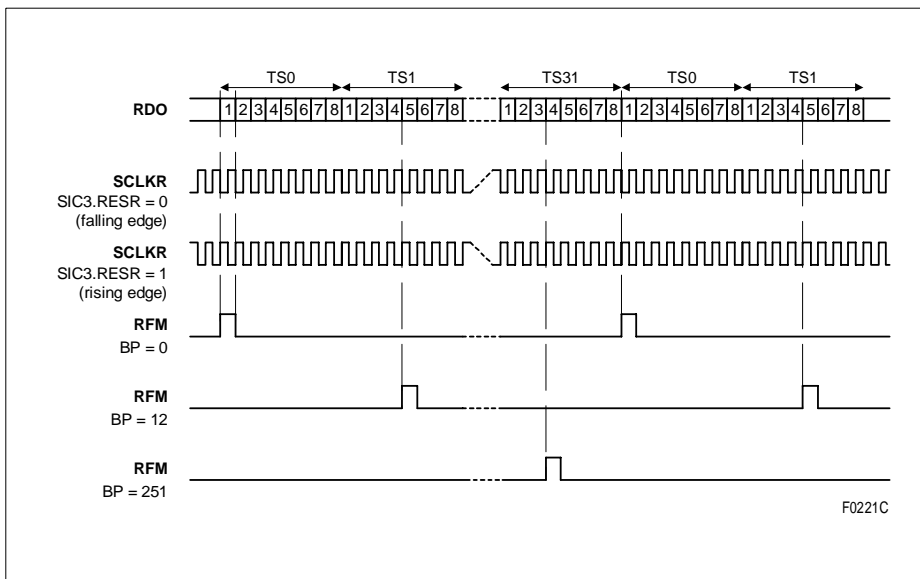 TS0 TS1 TS31 TS0 TS1
RDO 1 2 3 4 5 6 7 8 1 2 3 4 5 6 7 8 1 2 3 4 5 6 7 8 1 2 3 4 5 6 7 8 1 2 3 4 5 6 7 8
SCLKR
SIC3.RESR = 0
(falling edge)
SCLKR
SIC3.RESR = 1
(rising edge)
RFM
BP = 0
RFM
BP = 12
RFM
BP = 251
F0221C